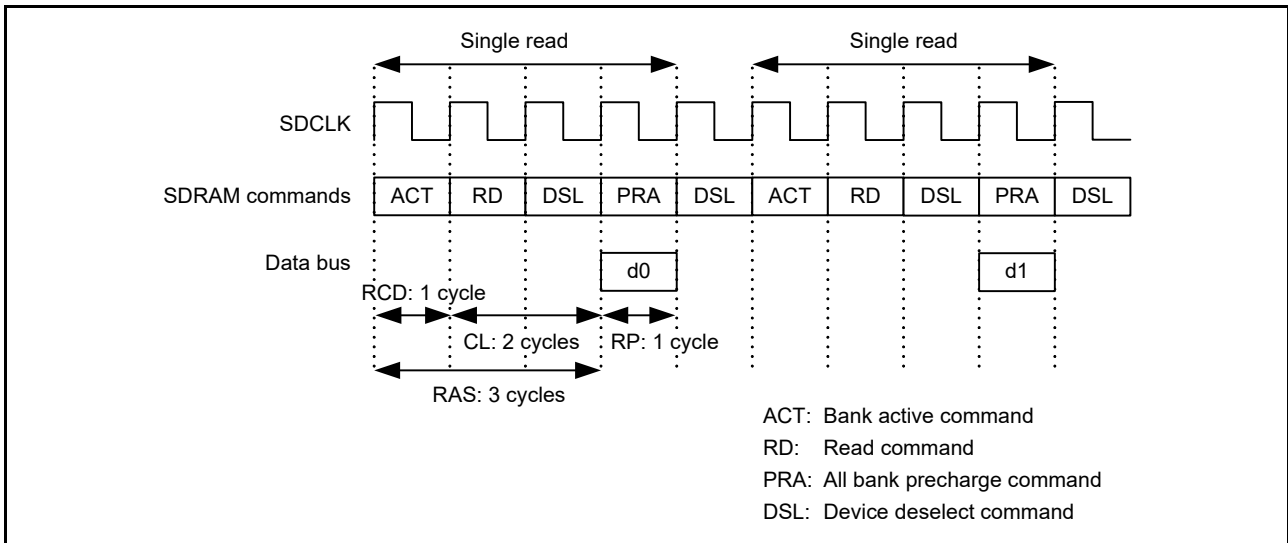 Single read Single read
SDCLK
SDRAM commands ACT RD DSL PRA DSL ACT RD DSL PRA DSL
Data bus d0 d1
RCD: 1 cycle
CL: 2 cycles RP: 1 cycle
RAS: 3 cycles
ACT: Bank active command
RD: Read command
PRA: All bank precharge command
DSL: Device deselect command